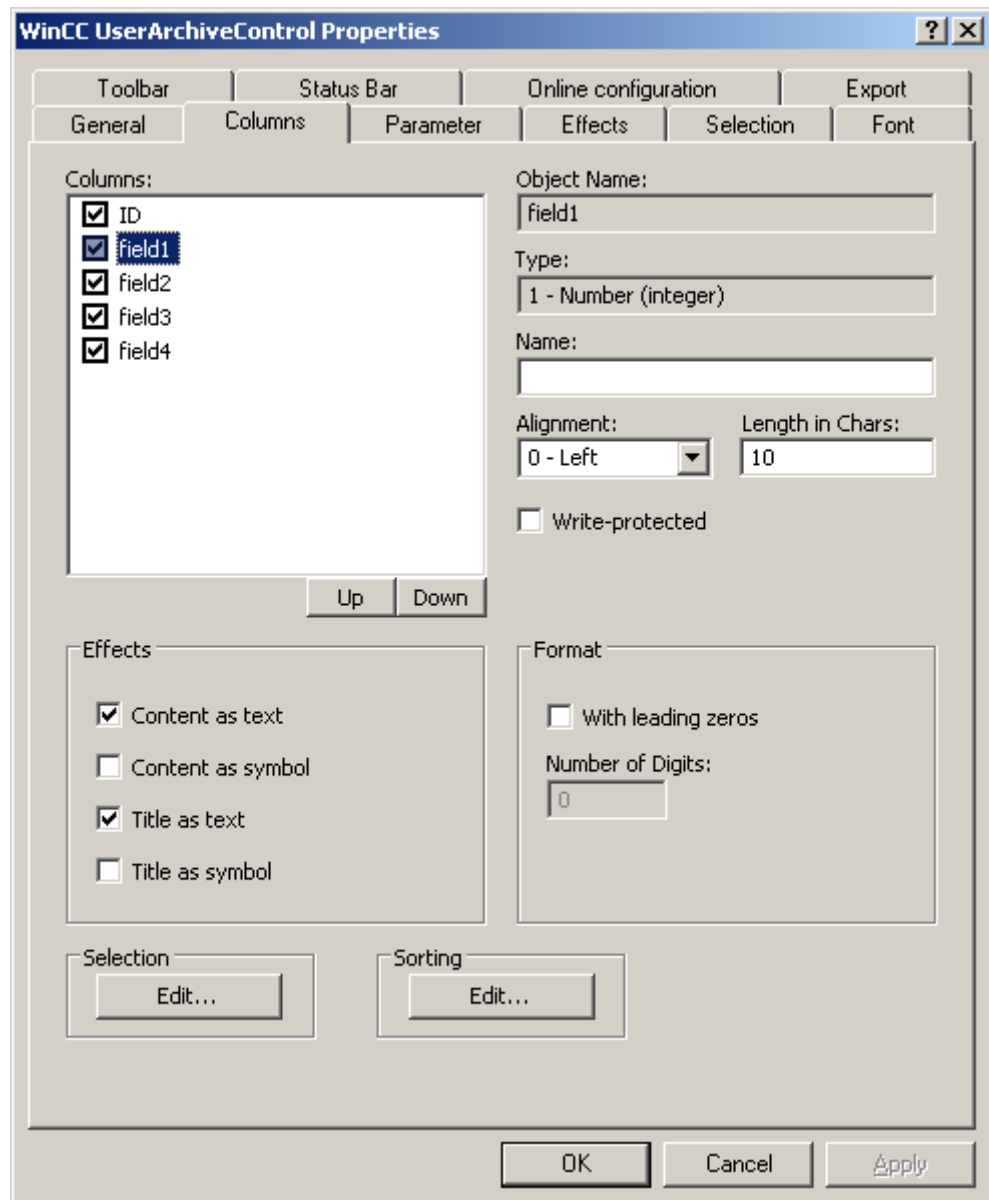 WinCC UserArchiveControl Properties
Toolbar Status Bar Online configuration Export
General Columns Parameter Effects Selection Font
Columns:
ID
field1
field2
field3
field4
Up Down
Object Name:
field1
Type:
1 - Number (integer)
Name:
Alignment: Length in Chars:
0 - Left 10
Write-protected
Effects
Content as text
Content as symbol
Title as text
Title as symbol
Format
With leading zeros
Number of Digits:
0
Selection
Edit...
Sorting
Edit...
OK Cancel Apply